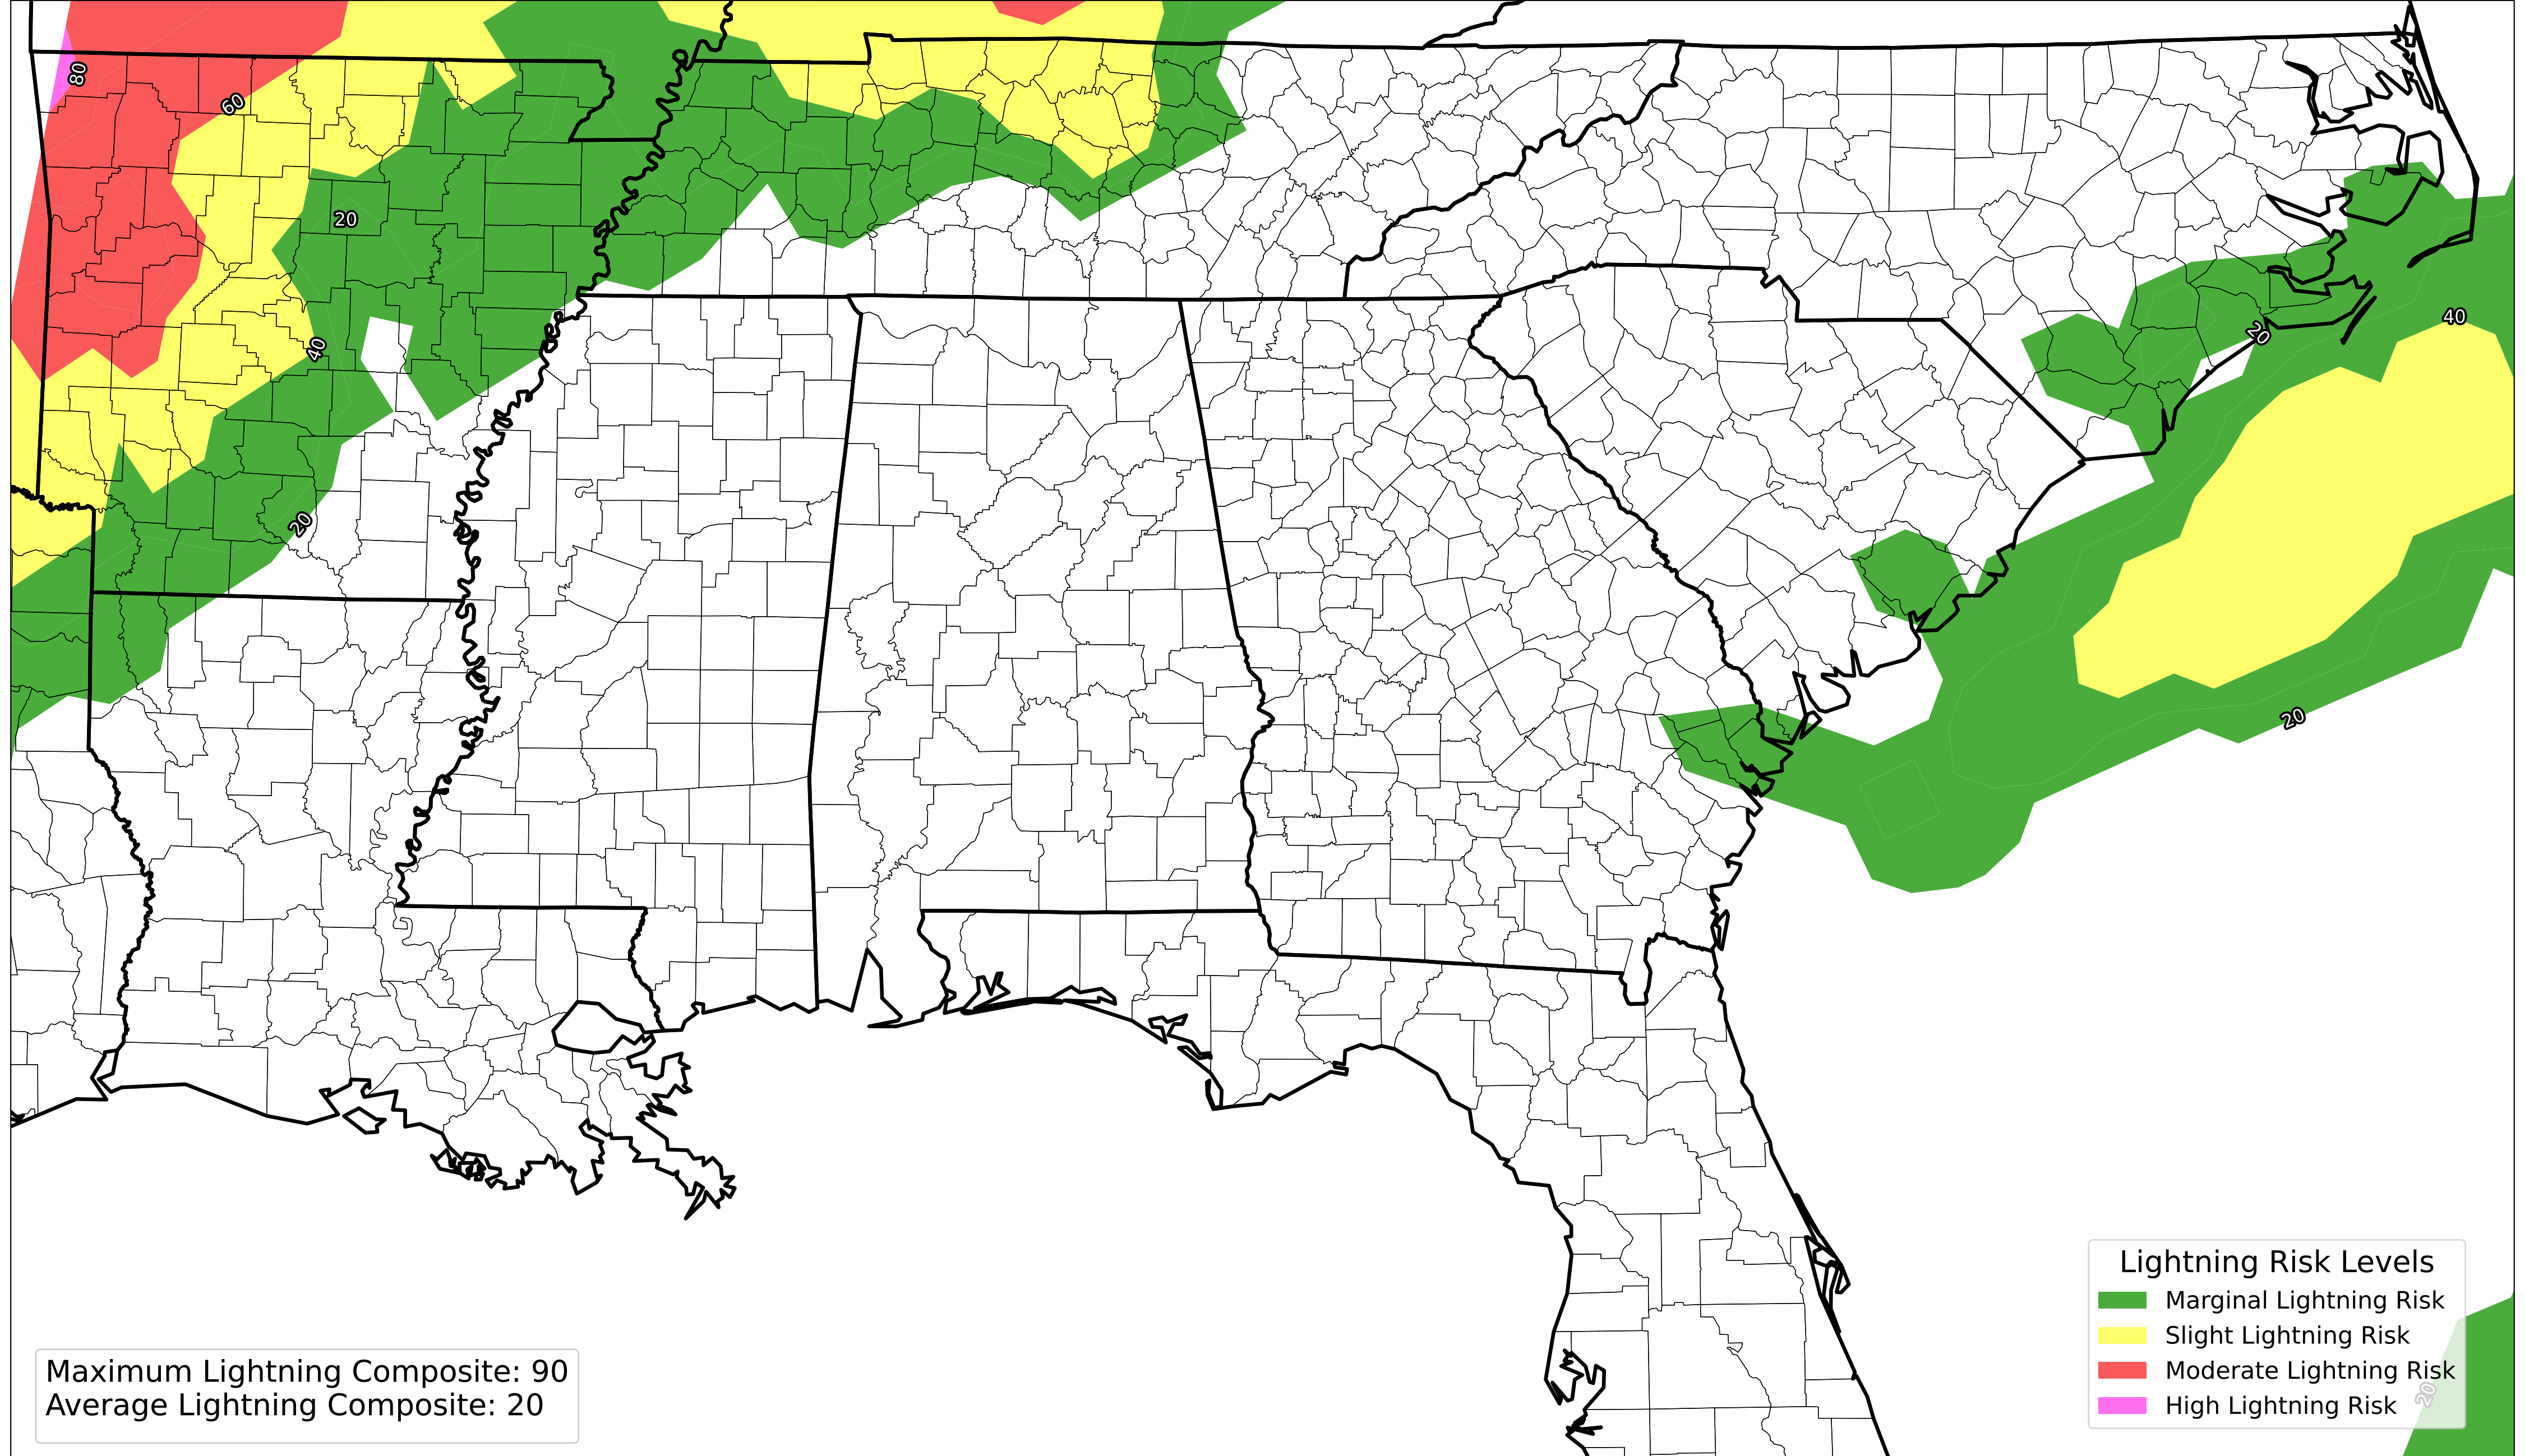 80
60
20
40
20
20
40
20
Lightning Risk Levels
Marginal Lightning Risk
Slight Lightning Risk
Moderate Lightning Risk
High Lightning Risk
20
Maximum Lightning Composite: 90
Average Lightning Composite: 20